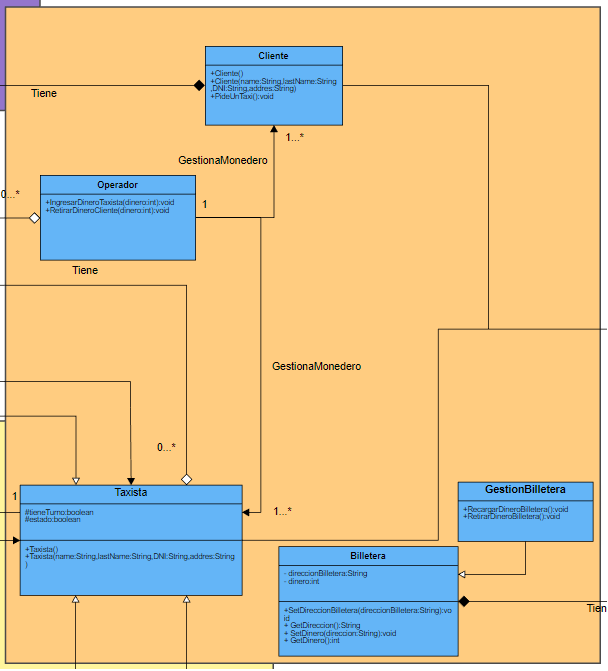 Cliente
+Cliente()
+Cliente(name:String,lastName:String
,DNI:String,addres:String)
+PideUnTaxi():void
Tiene
1...*
GestionaMonedero
Operador
0...*
+IngresarDineroTaxista(dinero:int):void
+RetirarDineroCliente(dinero:int):void
1
Tiene
GestionaMonedero
0...*
Taxista
1
#tieneTurno:boolean
#estado:boolean
1...*
+Taxista()
+Taxista(name:String,lastName:String,DNI:String,addres:String
)
GestionBilletera
+RecargarDineroBilletera():void
+RetirarDineroBilletera():void
Billetera
- direccionBilletera:String
- dinero:int
+SetDireccionBilletera(direccionBilletera:String):vo
id
+ GetDireccion():String
+ SetDinero(direccion:String):void
+ GetDinero():int
Tien